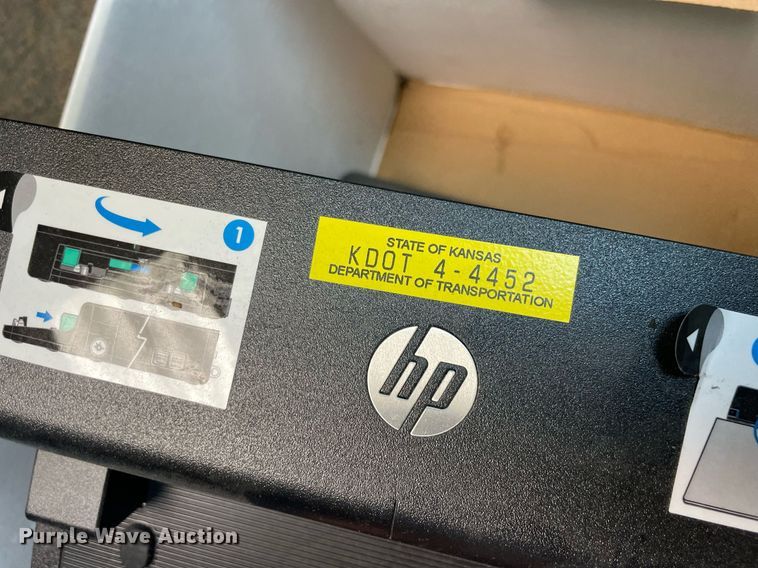 1
STATE OF KANSAS
KDOT 4-4452
DEPARTMENT OF TRANSPORTATION
hp
Purple Wave Auction